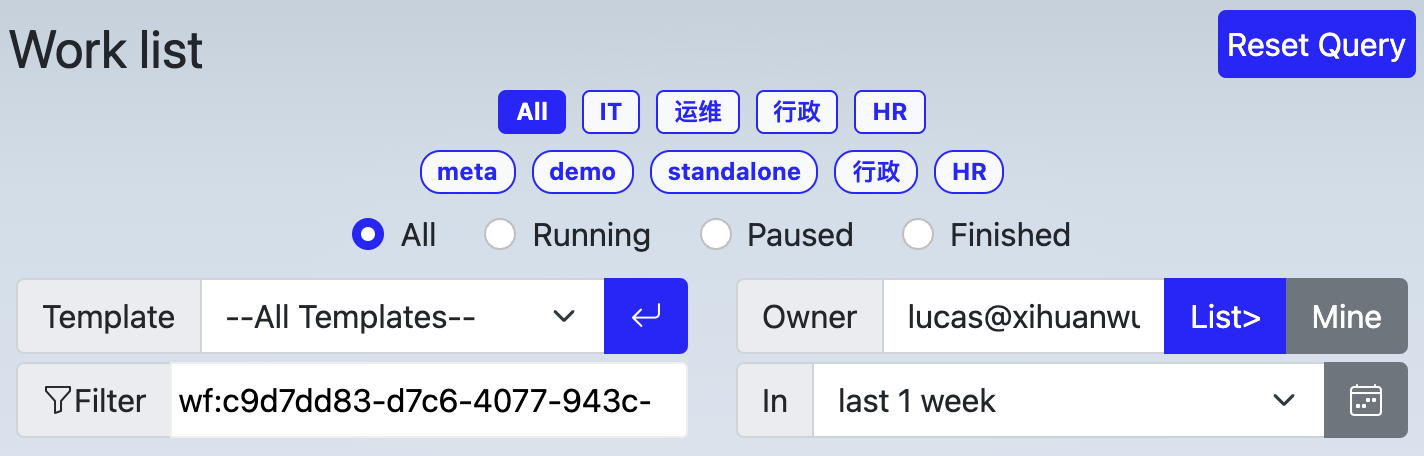 Work list
Reset Query
All IT 运维 行政 HR
meta demo standalone 行政 HR
All Running Paused Finished
Template --All Templates-- Owner lucas@xihuanwu List> Mine
Filter wf:c9d7dd83-d7c6-4077-943c- In last 1 week